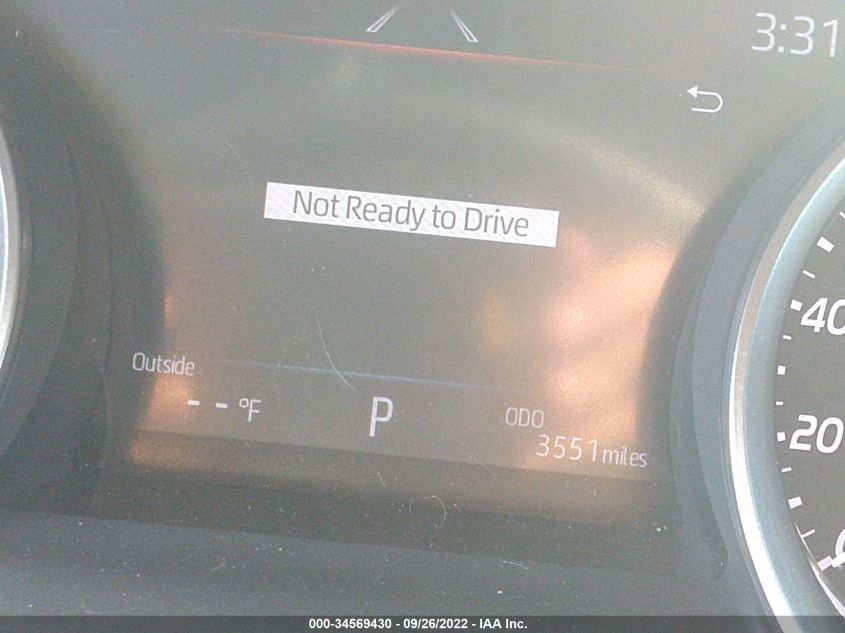 3:31
Not Ready to Drive
Outside
- - °F
P
ODO
3551 miles
40
20
000-34569430 - 09/26/2022 - IAA Inc.